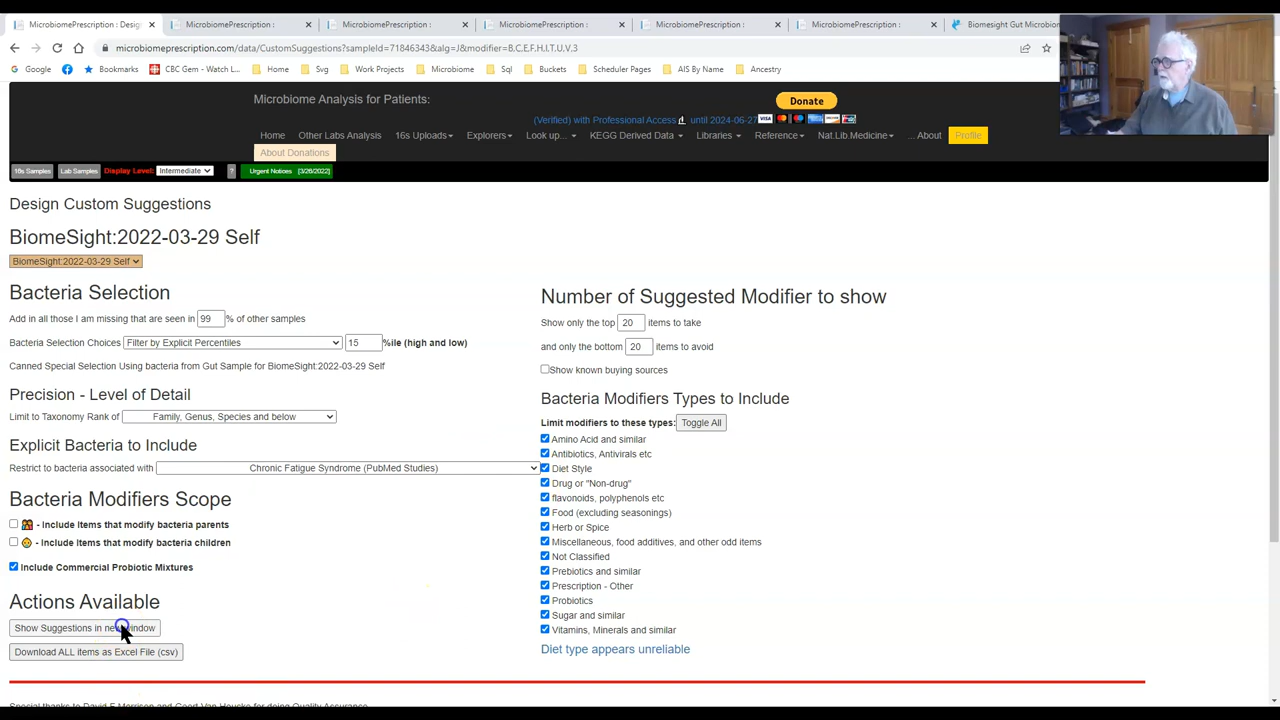 MicrobiomePrescription : Desig
MicrobiomePrescription :
MicrobiomePrescription :
MicrobiomePrescription :
MicrobiomePrescription :
MicrobiomePrescription :
Biomesight Gut Microbiom
microbiomeprescription.com/data/CustomSuggestions?sampleId=71846343&alg=J&modifier=B.C.E.F.H.I.T.U.V.3
Google
Bookmarks
CBC Gem - Watch L...
Home
Svg
Work Projects
Microbiome
Sql
Buckets
Scheduler Pages
AIS By Name
Ancestry
Microbiome Analysis for Patients:
Donate
(Verified) with Professional Access until 2024-06-27
Home Other Labs Analysis 16s Uploads Explorers Look up... KEGG Derived Data Libraries Reference Nat.Lib.Medicine ... About Profile
About Donations
16s Samples Lab Samples Display Level: Intermediate ? Urgent Notices [3/26/2022]
Design Custom Suggestions
BiomeSight:2022-03-29 Self
BiomeSight:2022-03-29 Self
Bacteria Selection
Add in all those I am missing that are seen in 99 % of other samples
Bacteria Selection Choices Filter by Explicit Percentiles 15 %ile (high and low)
Canned Special Selection Using bacteria from Gut Sample for BiomeSight:2022-03-29 Self
Precision - Level of Detail
Limit to Taxonomy Rank of Family, Genus, Species and below
Explicit Bacteria to Include
Restrict to bacteria associated with Chronic Fatigue Syndrome (PubMed Studies)
Bacteria Modifiers Scope
- Include Items that modify bacteria parents
- Include Items that modify bacteria children
Include Commercial Probiotic Mixtures
Actions Available
Show Suggestions in new window
Download ALL items as Excel File (csv)
Number of Suggested Modifier to show
Show only the top 20 items to take
and only the bottom 20 items to avoid
Show known buying sources
Bacteria Modifiers Types to Include
Limit modifiers to these types: Toggle All
Amino Acid and similar
Antibiotics, Antivirals etc
Diet Style
Drug or "Non-drug"
flavonoids, polyphenols etc
Food (excluding seasonings)
Herb or Spice
Miscellaneous, food additives, and other odd items
Not Classified
Prebiotics and similar
Prescription - Other
Probiotics
Sugar and similar
Vitamins, Minerals and similar
Diet type appears unreliable